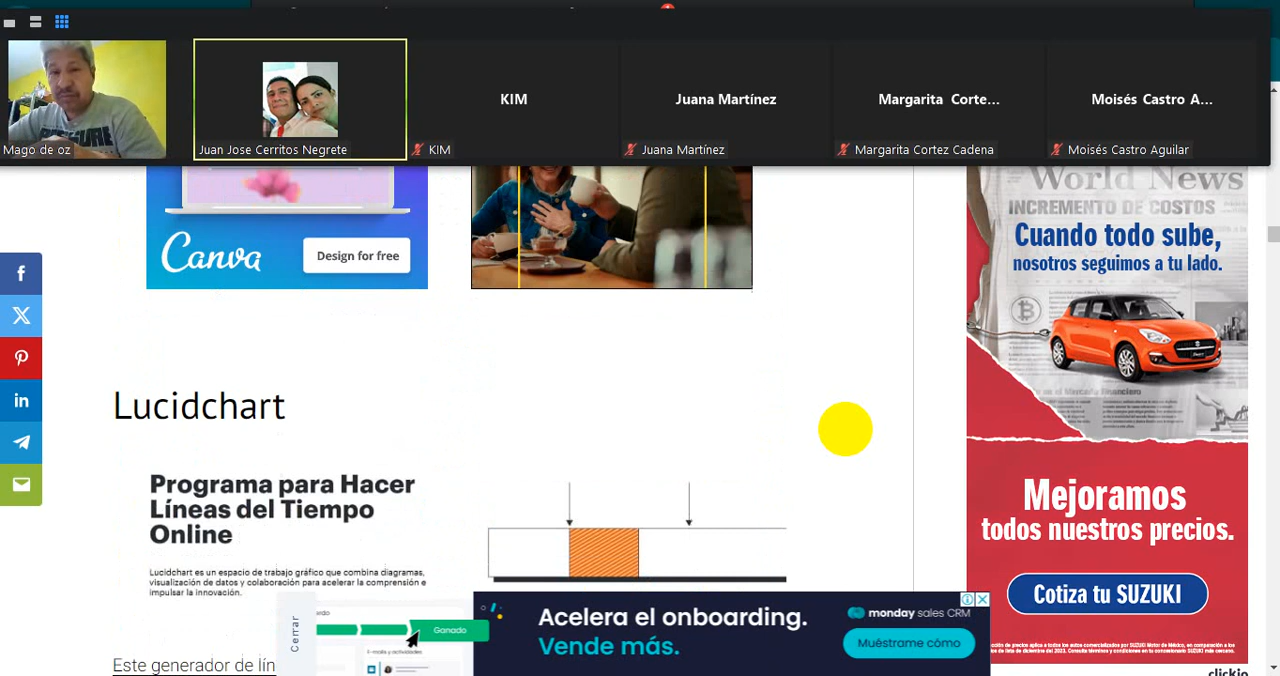 KIM
Juana Martínez
Margarita Corte...
Moisés Castro A...
Mago de oz
Juan Jose Cerritos Negrete
KIM
Juana Martínez
Margarita Cortez Cadena
Moisés Castro Aguilar
Canva
Design for free
World News
INCREMENTO DE COSTOS
Cuando todo sube,
nosotros seguimos a tu lado.
Lucidchart
Programa para Hacer
Líneas del Tiempo
Online
Lucidchart es un espacio de trabajo gráfico que combina diagramas,
visualización de datos y colaboración para acelerar la comprensión e
impulsar la innovación.
Mejoramos
todos nuestros precios.
Cotiza tu SUZUKI
Cerrar
Ganado
E-mails y actividades
Acelera el onboarding.
Vende más.
monday sales CRM
Muéstrame cómo
Este generador de lín
clickio